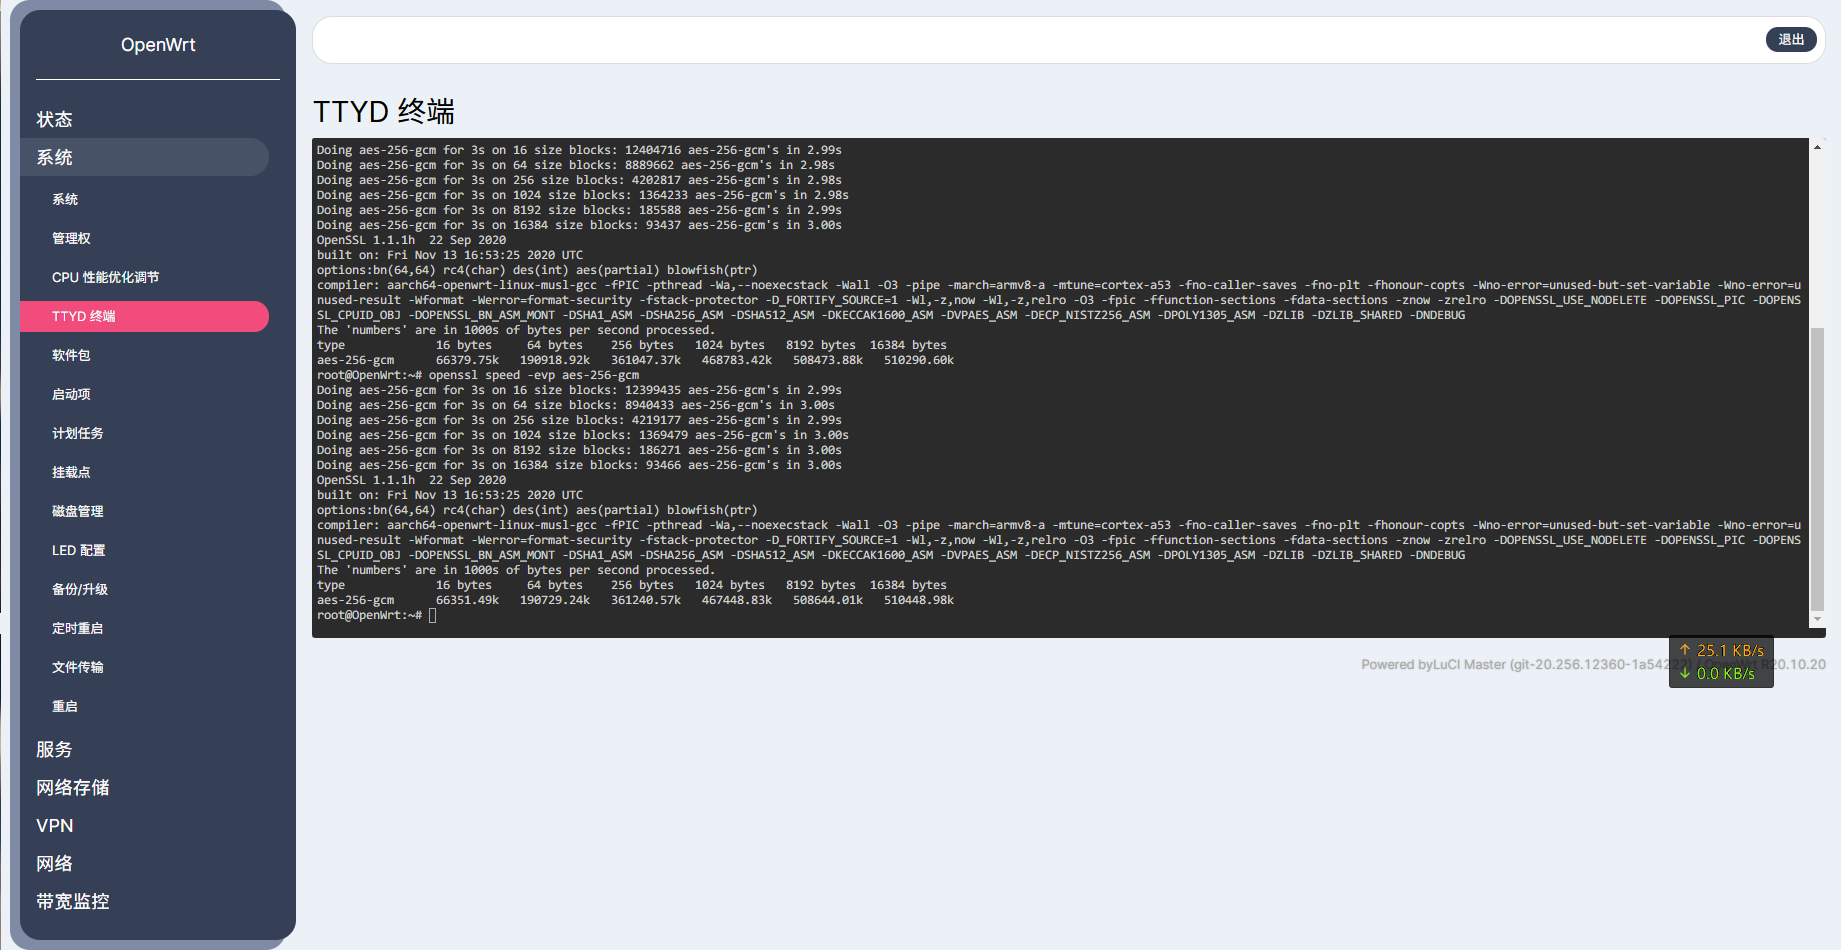 OpenWrt
状态
系统
系统
管理权
CPU 性能优化调节
TTYD 终端
软件包
启动项
计划任务
挂载点
磁盘管理
LED 配置
备份/升级
定时重启
文件传输
重启
服务
网络存储
VPN
网络
带宽监控
退出
TTYD 终端
Doing aes-256-gcm for 3s on 16 size blocks: 12404716 aes-256-gcm's in 2.99s
Doing aes-256-gcm for 3s on 64 size blocks: 8889662 aes-256-gcm's in 2.98s
Doing aes-256-gcm for 3s on 256 size blocks: 4202817 aes-256-gcm's in 2.98s
Doing aes-256-gcm for 3s on 1024 size blocks: 1364233 aes-256-gcm's in 2.98s
Doing aes-256-gcm for 3s on 8192 size blocks: 185588 aes-256-gcm's in 2.99s
Doing aes-256-gcm for 3s on 16384 size blocks: 93437 aes-256-gcm's in 3.00s
OpenSSL 1.1.1h  22 Sep 2020
built on: Fri Nov 13 16:53:25 2020 UTC
options:bn(64,64) rc4(char) des(int) aes(partial) blowfish(ptr)
compiler: aarch64-openwrt-linux-musl-gcc -fPIC -pthread -Wa,--noexecstack -Wall -O3 -pipe -march=armv8-a -mtune=cortex-a53 -fno-caller-saves -fno-plt -fhonour-copts -Wno-error=unused-but-set-variable -Wno-error=u
nused-result -Wformat -Werror=format-security -fstack-protector -D_FORTIFY_SOURCE=1 -Wl,-z,now -Wl,-z,relro -O3 -fpic -ffunction-sections -fdata-sections -znow -zrelro -DOPENSSL_USE_NODELETE -DOPENSSL_PIC -DOPENS
SL_CPUID_OBJ -DOPENSSL_BN_ASM_MONT -DSHA1_ASM -DSHA256_ASM -DSHA512_ASM -DKECCAK1600_ASM -DVPAES_ASM -DECP_NISTZ256_ASM -DPOLY1305_ASM -DZLIB -DZLIB_SHARED -DNDEBUG
The 'numbers' are in 1000s of bytes per second processed.
type             16 bytes     64 bytes    256 bytes   1024 bytes   8192 bytes  16384 bytes
aes-256-gcm      66379.75k   190918.92k   361047.37k   468783.42k   508473.88k   510290.60k
root@OpenWrt:~# openssl speed -evp aes-256-gcm
Doing aes-256-gcm for 3s on 16 size blocks: 12399435 aes-256-gcm's in 2.99s
Doing aes-256-gcm for 3s on 64 size blocks: 8940433 aes-256-gcm's in 3.00s
Doing aes-256-gcm for 3s on 256 size blocks: 4219177 aes-256-gcm's in 2.99s
Doing aes-256-gcm for 3s on 1024 size blocks: 1369479 aes-256-gcm's in 3.00s
Doing aes-256-gcm for 3s on 8192 size blocks: 186271 aes-256-gcm's in 3.00s
Doing aes-256-gcm for 3s on 16384 size blocks: 93466 aes-256-gcm's in 3.00s
OpenSSL 1.1.1h  22 Sep 2020
built on: Fri Nov 13 16:53:25 2020 UTC
options:bn(64,64) rc4(char) des(int) aes(partial) blowfish(ptr)
compiler: aarch64-openwrt-linux-musl-gcc -fPIC -pthread -Wa,--noexecstack -Wall -O3 -pipe -march=armv8-a -mtune=cortex-a53 -fno-caller-saves -fno-plt -fhonour-copts -Wno-error=unused-but-set-variable -Wno-error=u
nused-result -Wformat -Werror=format-security -fstack-protector -D_FORTIFY_SOURCE=1 -Wl,-z,now -Wl,-z,relro -O3 -fpic -ffunction-sections -fdata-sections -znow -zrelro -DOPENSSL_USE_NODELETE -DOPENSSL_PIC -DOPENS
SL_CPUID_OBJ -DOPENSSL_BN_ASM_MONT -DSHA1_ASM -DSHA256_ASM -DSHA512_ASM -DKECCAK1600_ASM -DVPAES_ASM -DECP_NISTZ256_ASM -DPOLY1305_ASM -DZLIB -DZLIB_SHARED -DNDEBUG
The 'numbers' are in 1000s of bytes per second processed.
type             16 bytes     64 bytes    256 bytes   1024 bytes   8192 bytes  16384 bytes
aes-256-gcm      66351.49k   190729.24k   361240.57k   467448.83k   508644.01k   510448.98k
root@OpenWrt:~#
↑ 25.1 KB/s
Powered byLuCI Master / OpenWrt R20.10.20
↓ 0.0 KB/s